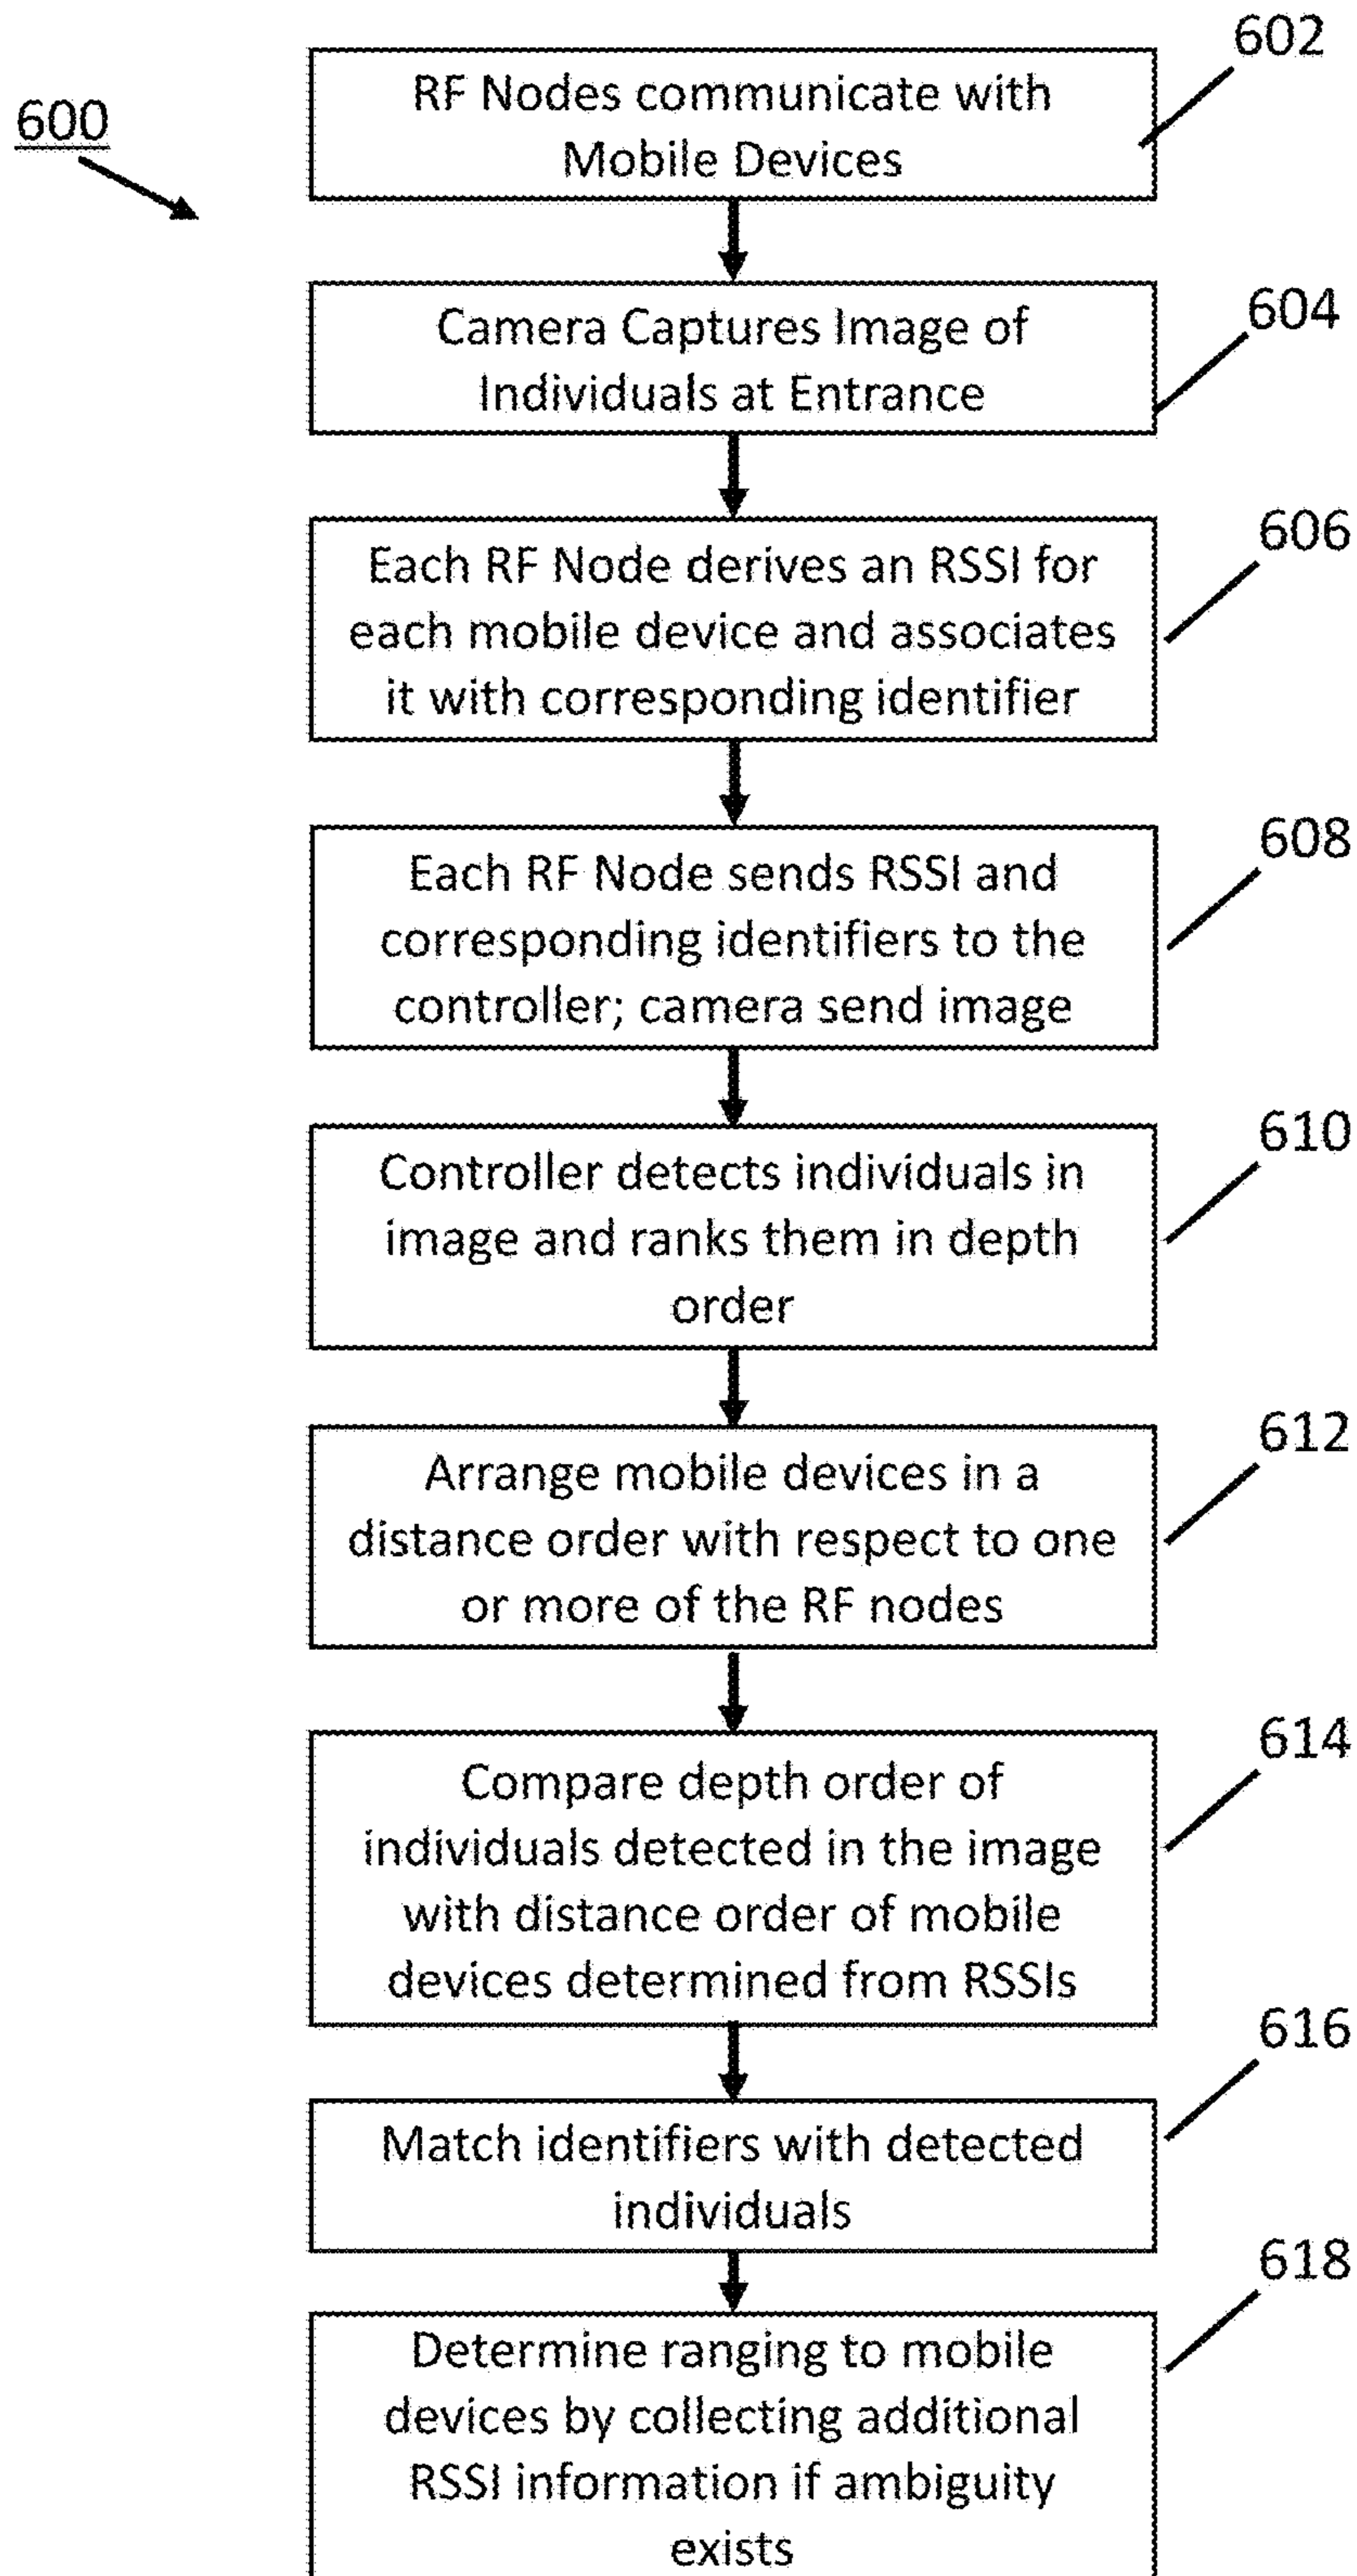 602
600
RF Nodes communicate with
Mobile Devices
604
Camera Captures Image of
Individuals at Entrance
606
Each RF Node derives an RSSI for
each mobile device and associates
it with corresponding identifier
608
Each RF Node sends RSSI and
corresponding identifiers to the
controller; camera send image
610
Controller detects individuals in
image and ranks them in depth
order
612
Arrange mobile devices in a
distance order with respect to one
or more of the RF nodes
614
Compare depth order of
individuals detected in the image
with distance order of mobile
devices determined from RSSIs
616
Match identifiers with detected
individuals
618
Determine ranging to mobile
devices by collecting additional
RSSI information if ambiguity
exists